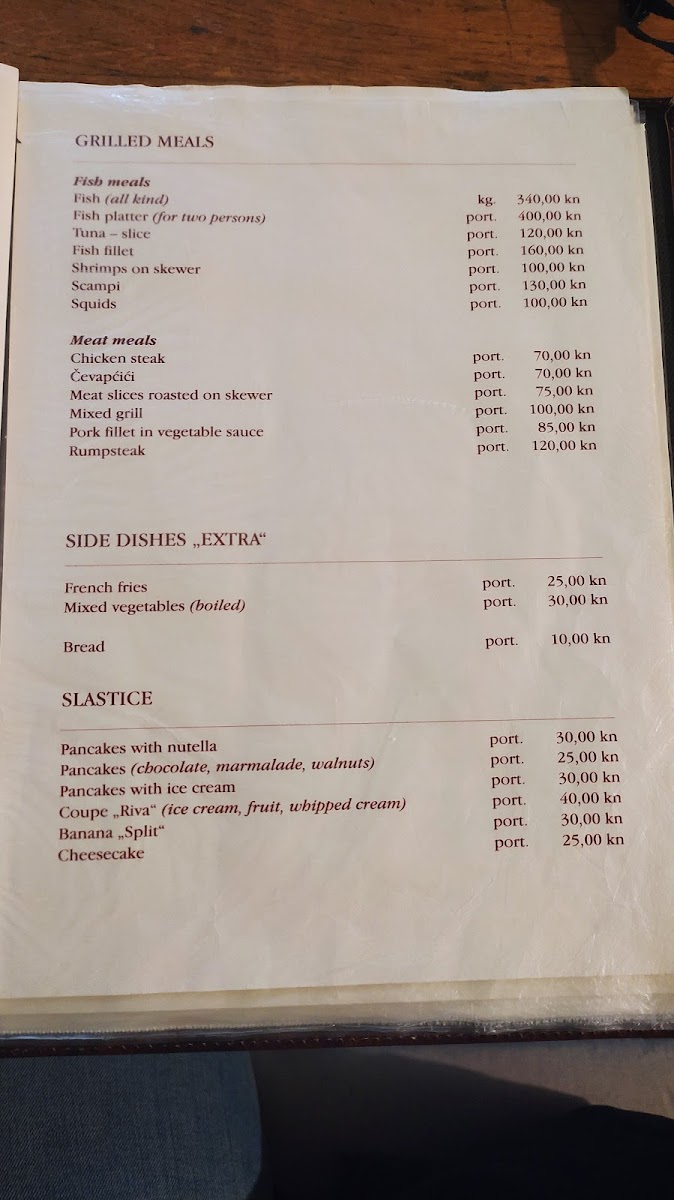 GRILLED MEALS
Fish meals
Fish (all kind) kg. 340,00 kn
Fish platter (for two persons) port. 400,00 kn
Tuna – slice port. 120,00 kn
Fish fillet port. 160,00 kn
Shrimps on skewer port. 100,00 kn
Scampi port. 130,00 kn
Squids port. 100,00 kn
Meat meals
Chicken steak port. 70,00 kn
Čevapćići port. 70,00 kn
Meat slices roasted on skewer port. 75,00 kn
Mixed grill port. 100,00 kn
Pork fillet in vegetable sauce port. 85,00 kn
Rumpsteak port. 120,00 kn
SIDE DISHES „EXTRA“
French fries port. 25,00 kn
Mixed vegetables (boiled) port. 30,00 kn
Bread port. 10,00 kn
SLASTICE
Pancakes with nutella port. 30,00 kn
Pancakes (chocolate, marmalade, walnuts) port. 25,00 kn
Pancakes with ice cream port. 30,00 kn
Coupe „Riva“ (ice cream, fruit, whipped cream) port. 40,00 kn
Banana „Split“ port. 30,00 kn
Cheesecake port. 25,00 kn